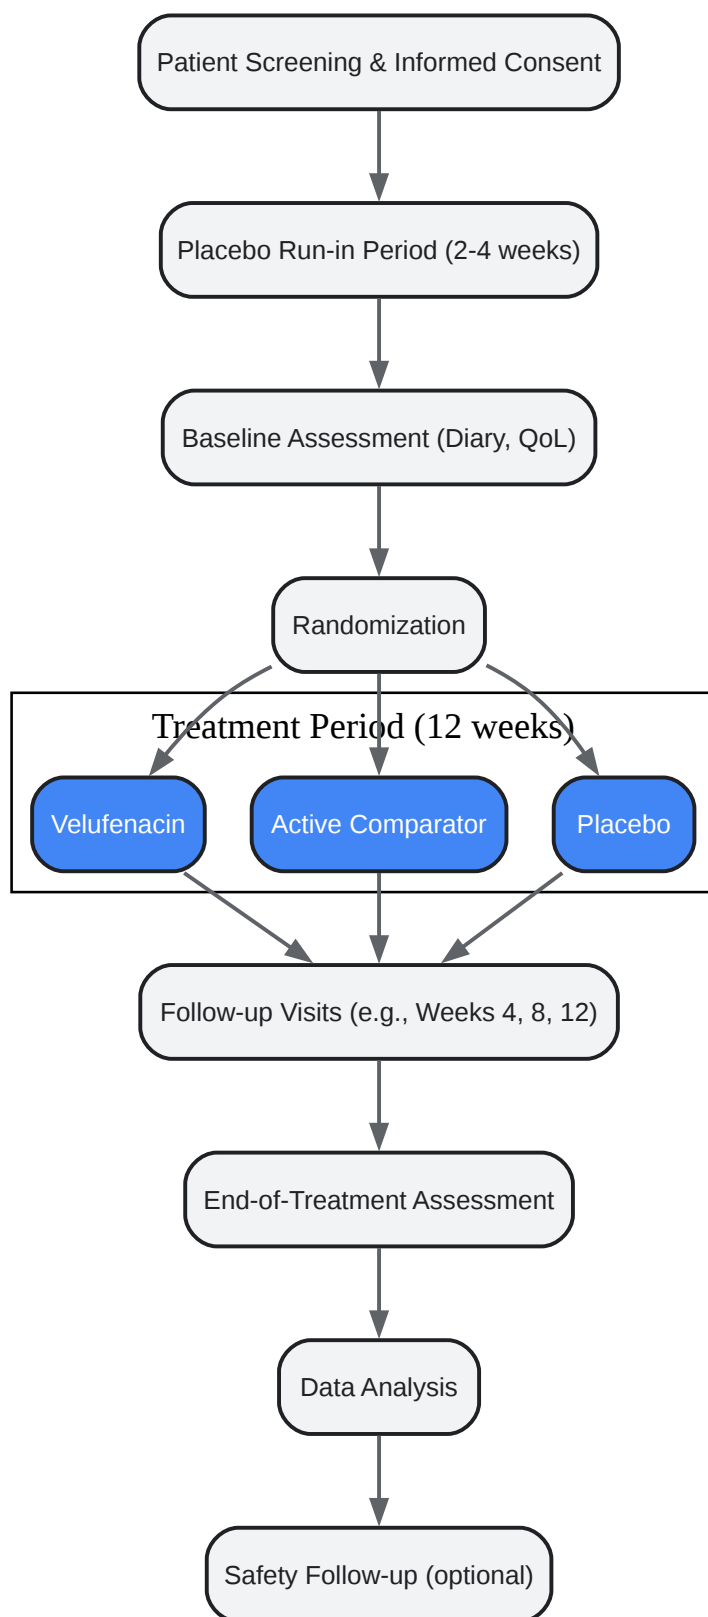 Patient Screening & Informed Consent
Placebo Run-in Period (2-4 weeks)
Baseline Assessment (Diary, QoL)
Randomization
Treatment Period (12 weeks)
Velufenacin
Active Comparator
Placebo
Follow-up Visits (e.g., Weeks 4, 8, 12)
End-of-Treatment Assessment
Data Analysis
Safety Follow-up (optional)